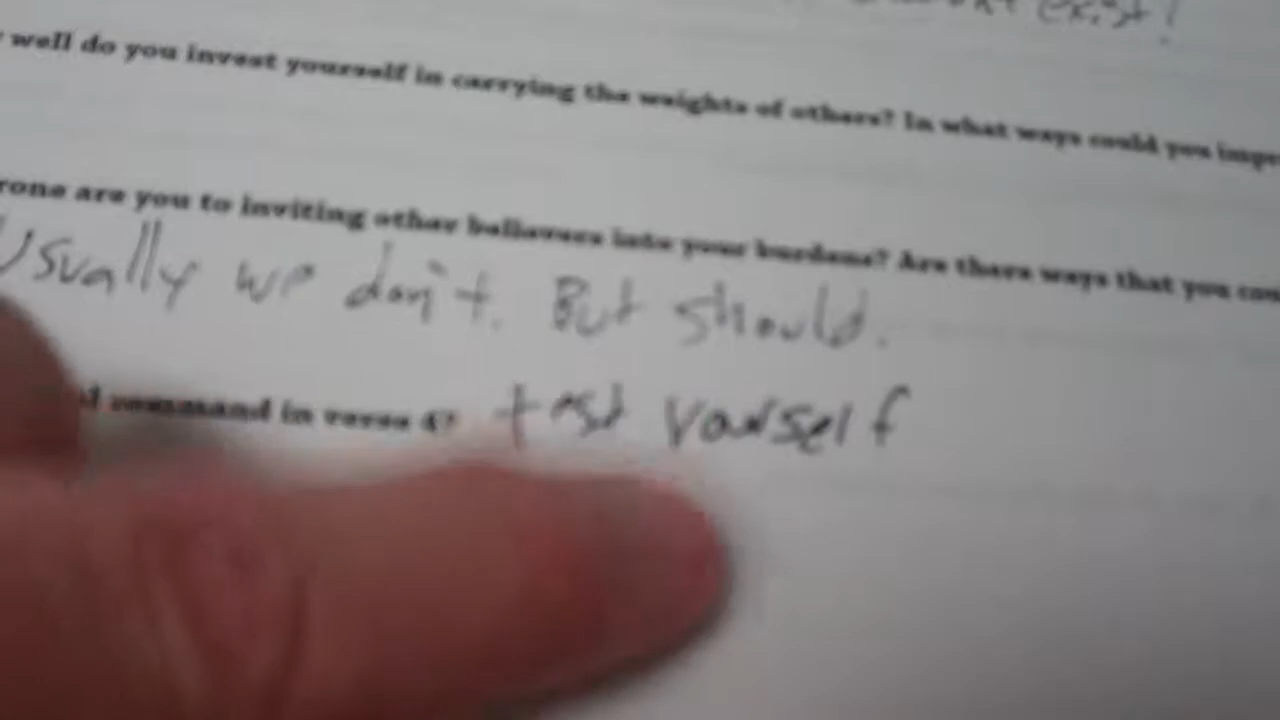 exist!
well do you invest yourself in carrying the weights of others? In what ways could you
are you to inviting other believers into your burdens? Are there ways that you
Usually we don't. But should.
command in verse 4? test yourself